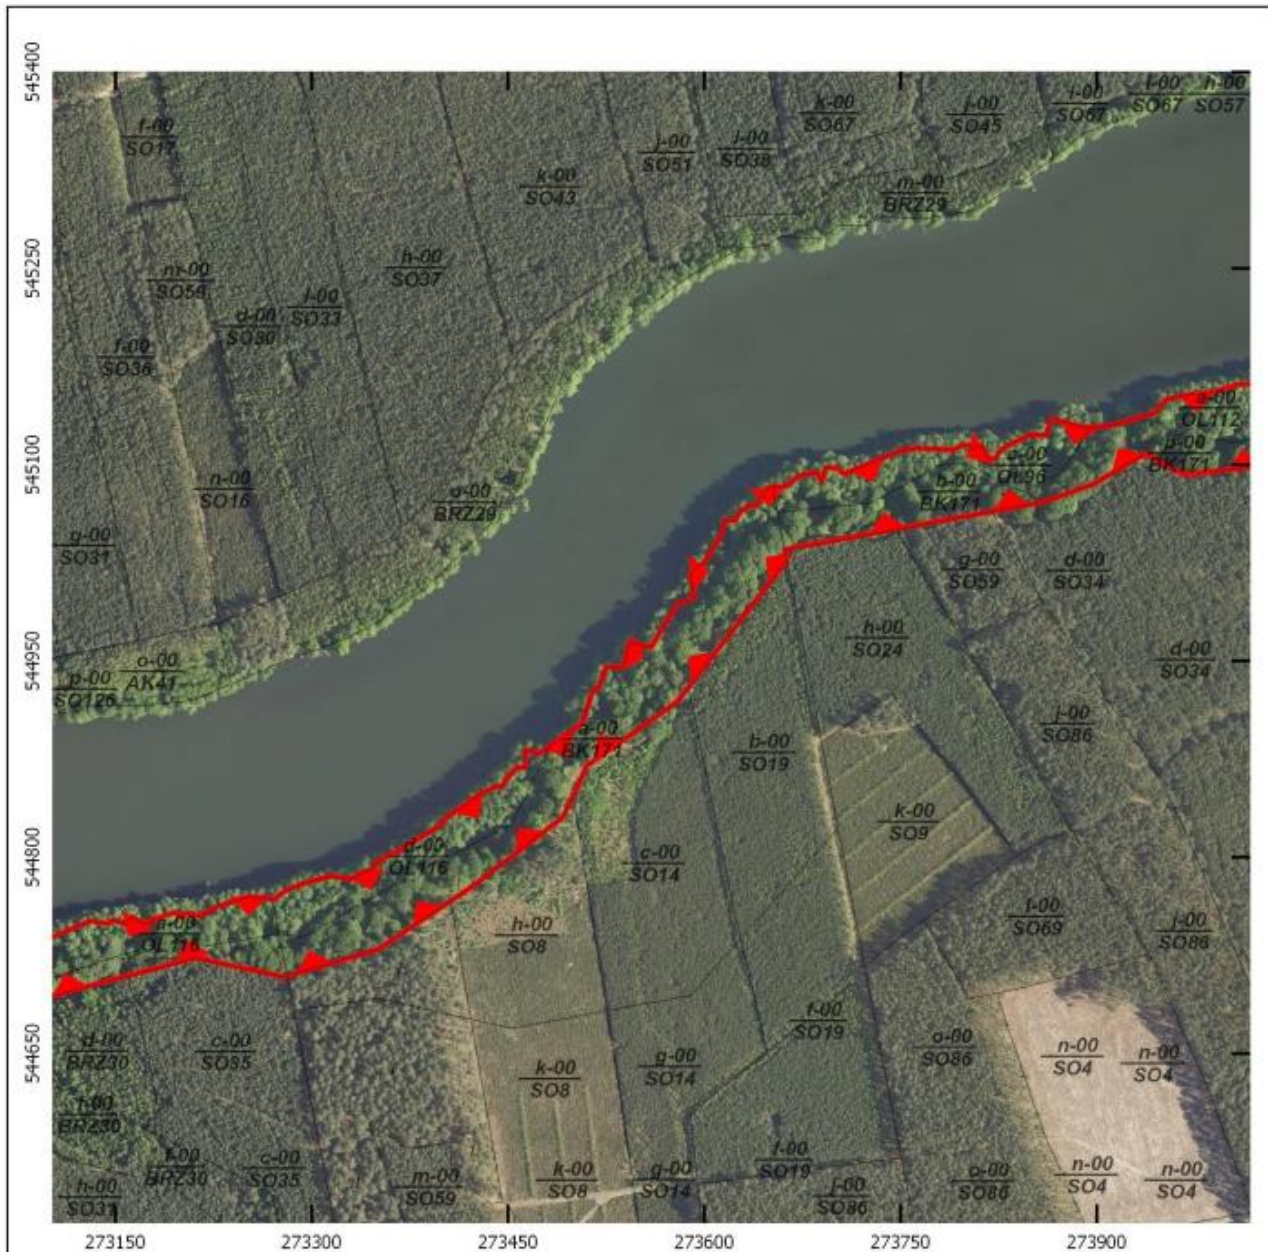 545400
f-00
SO17
k-00
SO43
j-00
SO51
l-00
SO38
k-00
SO67
j-00
SO45
i-00
SO67
l-00
SO67
h-00
SO57
m-00
BRZ29
545250
m-00
SO59
h-00
SO37
l-00
SO33
d-00
SO30
f-00
SO36
545100
n-00
SO16
BRZ29
g-00
SO31
OL112
BK171
OL96
b-00
BK171
g-00
SO59
d-00
SO34
h-00
SO24
d-00
SO34
544950
o-00
AK41
p-00
SO126
a-00
BK171
b-00
SO19
j-00
SO86
k-00
SO9
544800
d-00
OL116
c-00
SO14
a-00
OL116
h-00
SO8
l-00
SO69
j-00
SO86
544650
d-00
BRZ30
c-00
SO35
k-00
SO8
g-00
SO14
f-00
SO19
o-00
SO86
n-00
SO4
n-00
SO4
f-00
BRZ30
f-00
BRZ30
c-00
SO35
h-00
SO31
m-00
SO59
k-00
SO8
g-00
SO14
SO19
j-00
SO86
o-00
SO86
n-00
SO4
n-00
SO4
273150
273300
273450
273600
273750
273900